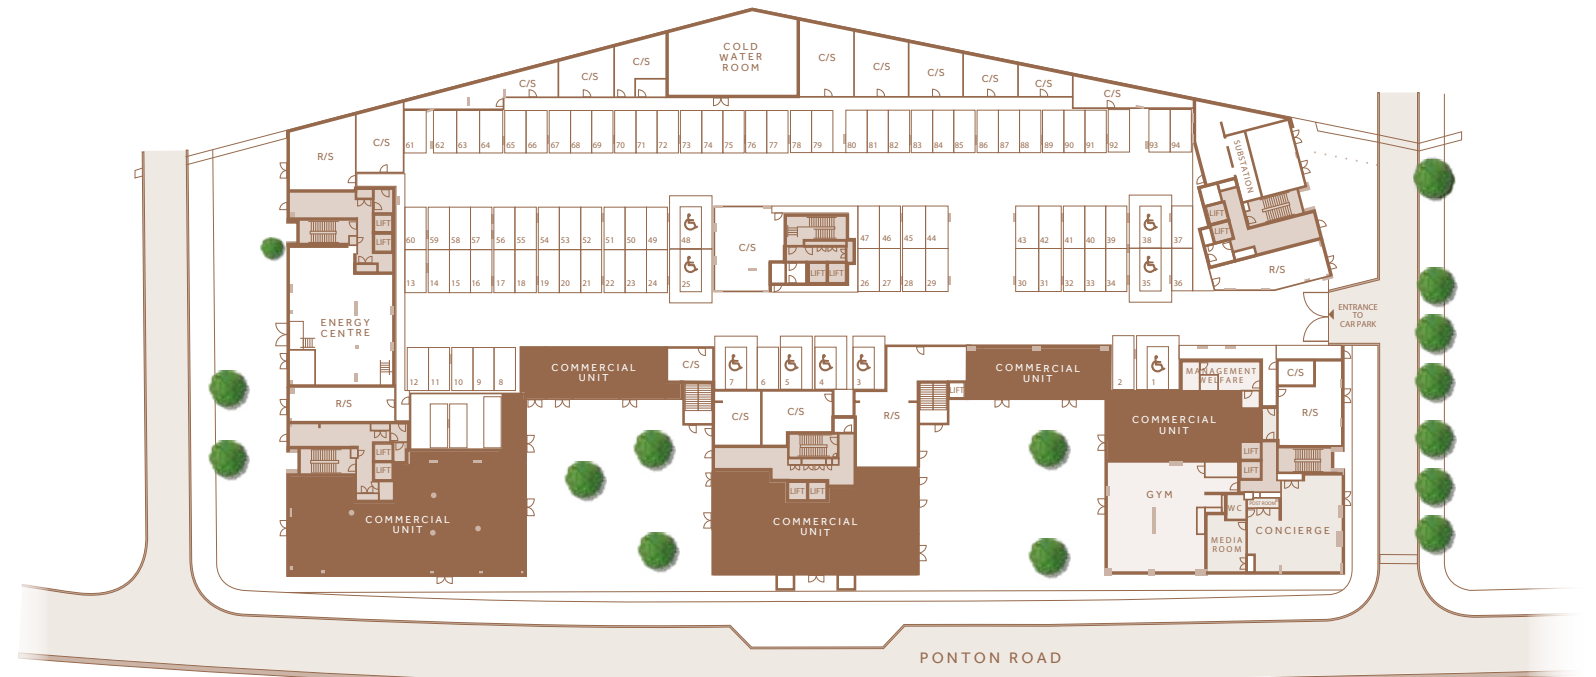 COLD
WATER
ROOM
C/S
C/S
C/S
C/S
C/S
C/S
C/S
C/S
C/S
R/S
C/S
61 62 63 64 65 66 67 68 69 70 71 72 73 74 75 76 77 78 79 80 81 82 83 84 85 86 87 88 89 90 91 92 93 94
SUBSTATION
LIFT
LIFT
LIFT
LIFT
60 59 58 57 56 55 54 53 52 51 50 49 48
C/S
47 46 45 44
43 42 41 40 39 38 37
13 14 15 16 17 18 19 20 21 22 23 24 25
LIFT LIFT
26 27 28 29
30 31 32 33 34 35 36
R/S
ENERGY
CENTRE
ENTRANCE
TO
CAR PARK
12 11 10 9 8
COMMERCIAL
UNIT
C/S
7 6 5 4 3
LIFT
COMMERCIAL
UNIT
2 1
MANAGEMENT
WELFARE
C/S
R/S
C/S
C/S
R/S
COMMERCIAL
UNIT
R/S
LIFT
LIFT
LIFT
LIFT
LIFT LIFT
GYM
WC
POST ROOM
COMMERCIAL
UNIT
COMMERCIAL
UNIT
MEDIA
ROOM
CONCIERGE
PONTON ROAD